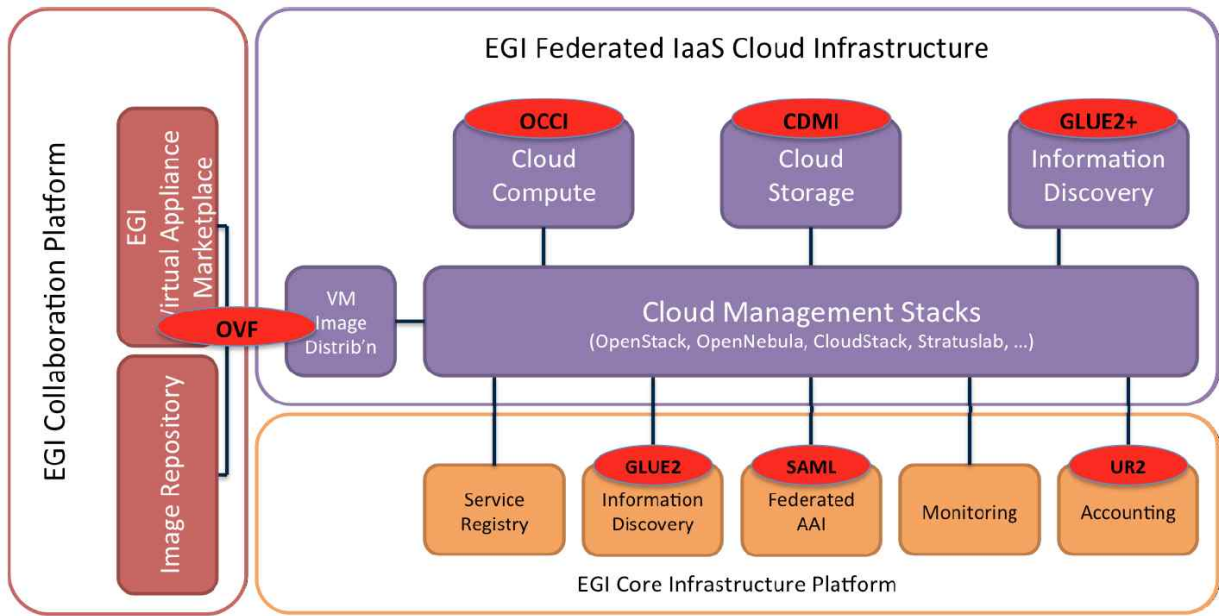 EGI Collaboration Platform
EGI
Virtual Appliance
Marketplace
Image Repository
OVF
EGI Federated IaaS Cloud Infrastructure
OCCI
Cloud
Compute
CDMI
Cloud
Storage
GLUE2+
Information
Discovery
VM
Image
Distrib'n
Cloud Management Stacks
(OpenStack, OpenNebula, CloudStack, Stratuslab, ...)
Service
Registry
GLUE2
Information
Discovery
SAML
Federated
AAI
Monitoring
UR2
Accounting
EGI Core Infrastructure Platform